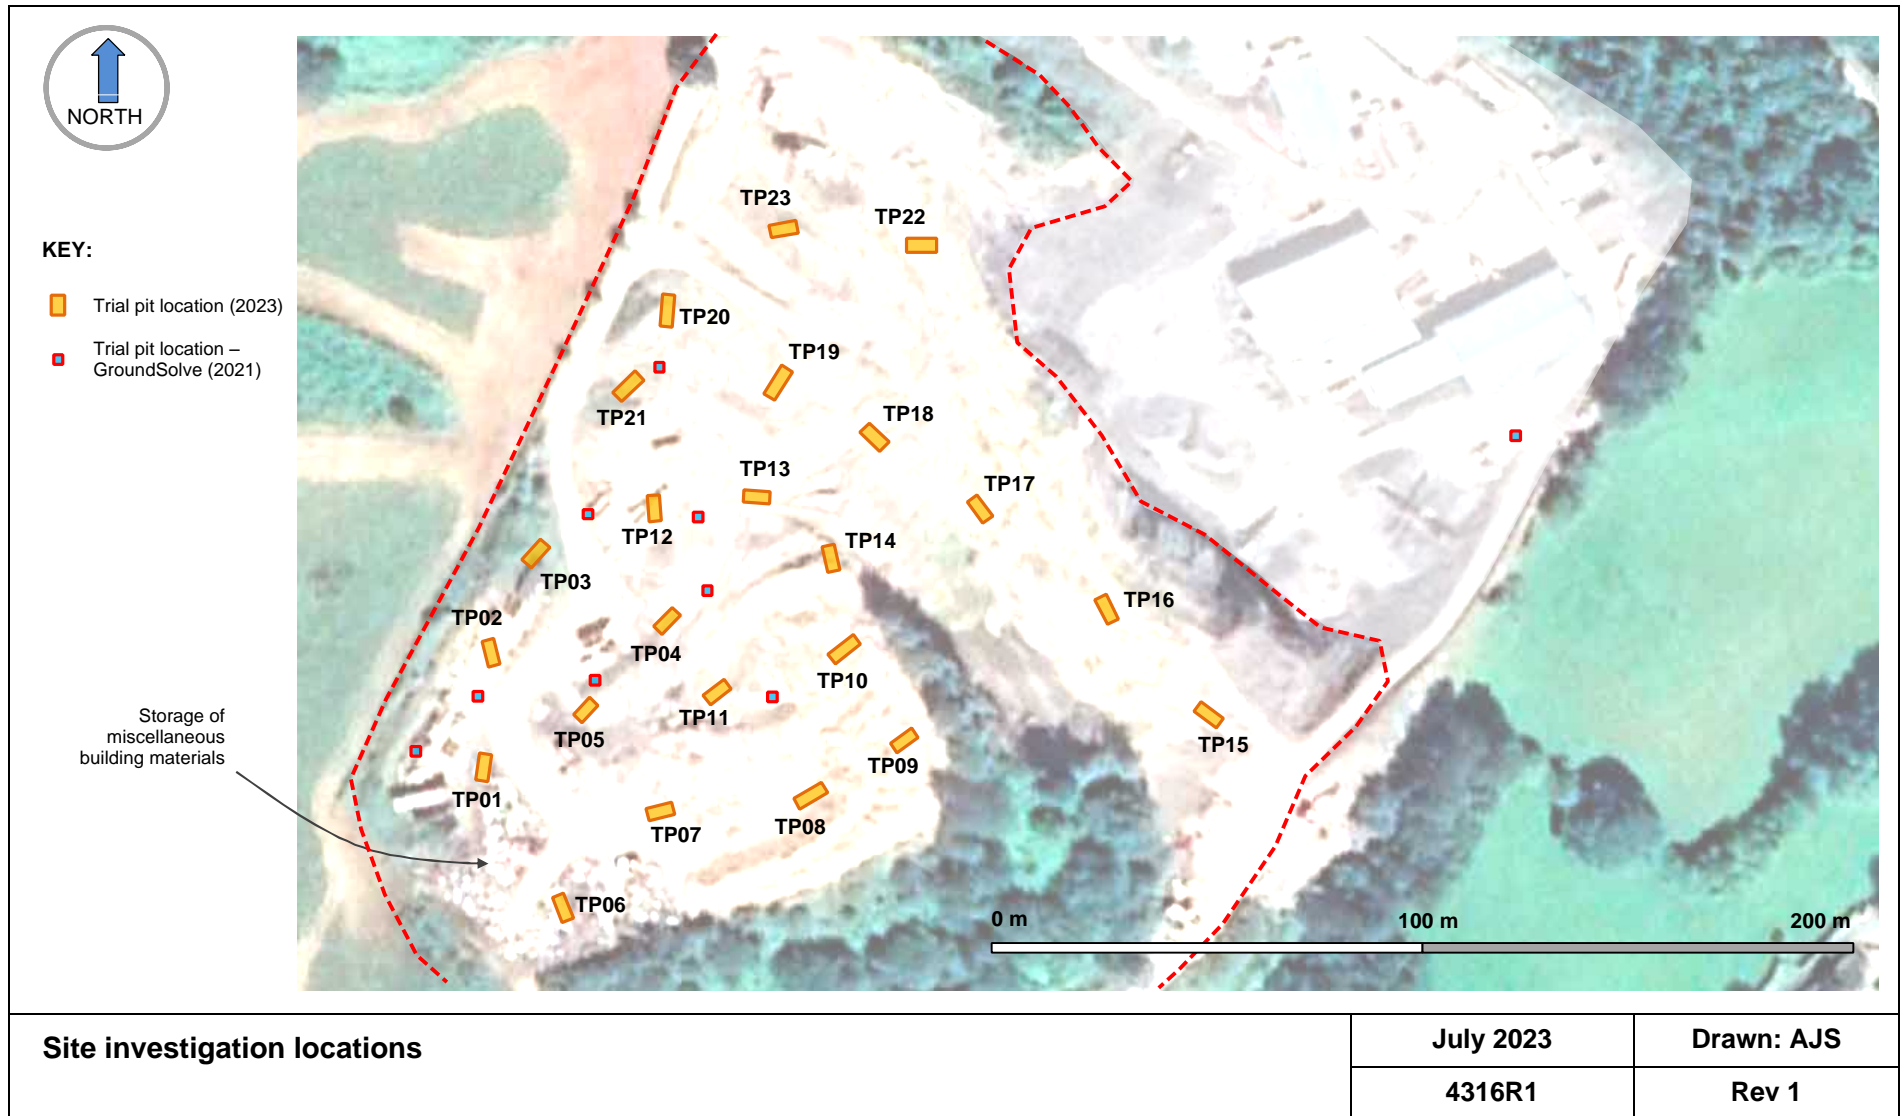 NORTH
KEY:
Trial pit location (2023)
Trial pit location –
GroundSolve (2021)
TP23
TP22
TP20
TP19
TP21
TP18
TP13
TP17
TP12
TP14
TP03
TP16
TP02
TP04
TP10
TP11
TP05
TP15
TP09
TP01
TP07
TP08
TP06
Storage of
miscellaneous
building materials
0 m
100 m
200 m
Site investigation locations
July 2023
Drawn: AJS
4316R1
Rev 1